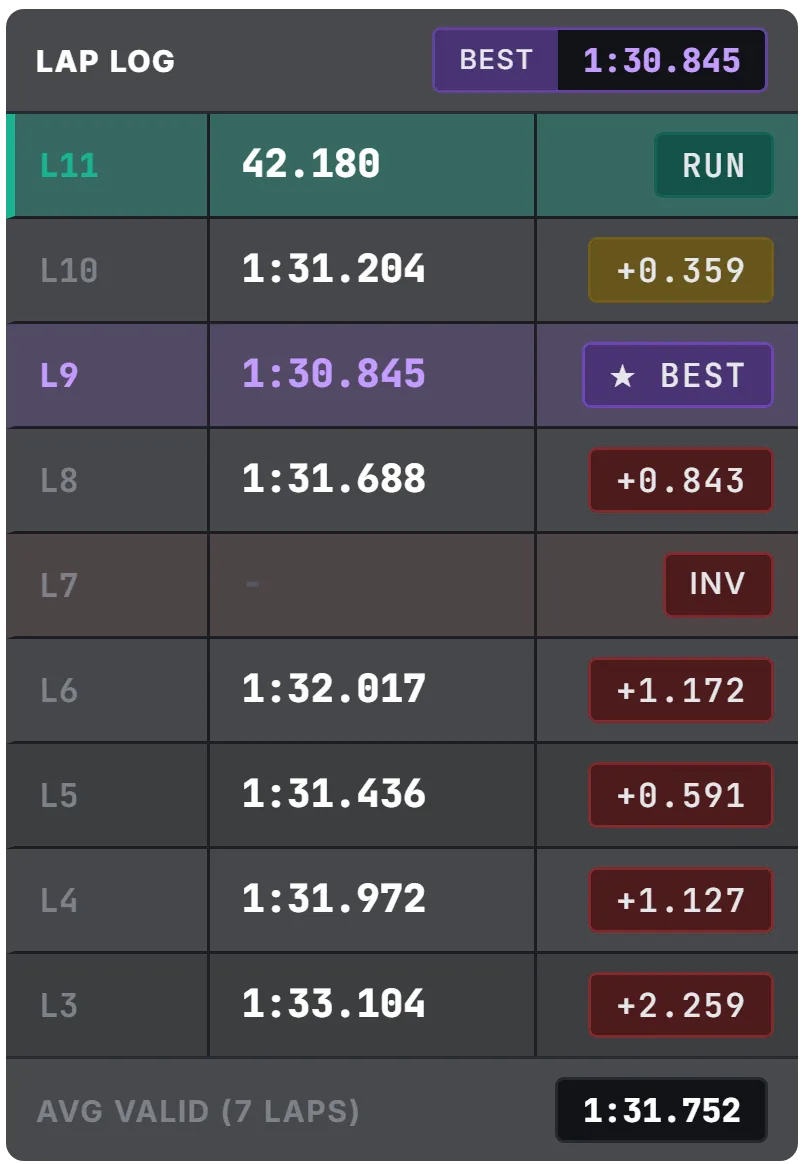 LAP LOG BEST 1:30.845
L11 42.180 RUN
L10 1:31.204 +0.359
L9 1:30.845 ★ BEST
L8 1:31.688 +0.843
L7 - INV
L6 1:32.017 +1.172
L5 1:31.436 +0.591
L4 1:31.972 +1.127
L3 1:33.104 +2.259
AVG VALID (7 LAPS) 1:31.752